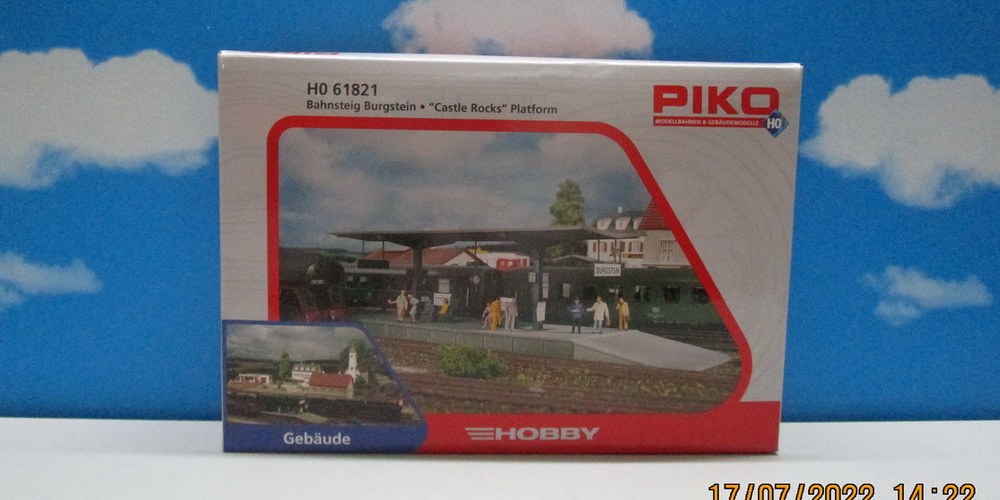 H0 61821
Bahnsteig Burgstein • "Castle Rocks" Platform
PIKO
MODELLBAHNEN & GEBÄUDEMODELLE
H0
BURGSTEIN
Gebäude
HOBBY
17/07/2022 14:22